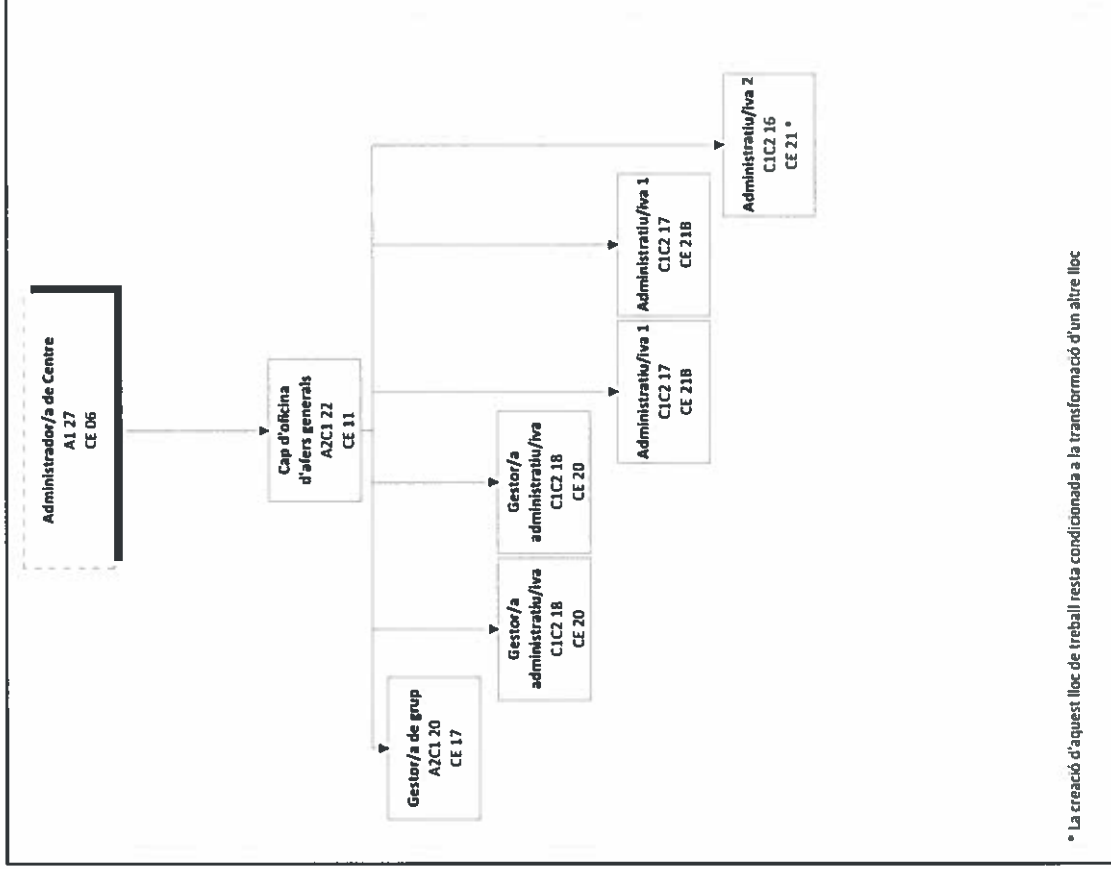 Administrador/a de Centre
A1 27
CE 06
Cap d'oficina
d'afers generals
A2C1 22
CE 11
Gestor/a de grup
A2C1 20
CE 17
Gestor/a
administratiu/iva
C1C2 18
CE 20
Gestor/a
administratiu/iva
C1C2 18
CE 20
Administratiu/iva 1
C1C2 17
CE 21B
Administratiu/iva 1
C1C2 17
CE 21B
Administratiu/iva 2
C1C2 16
CE 21 *
* La creació d'aquest lloc de treball resta condicionada a la transformació d'un altre lloc